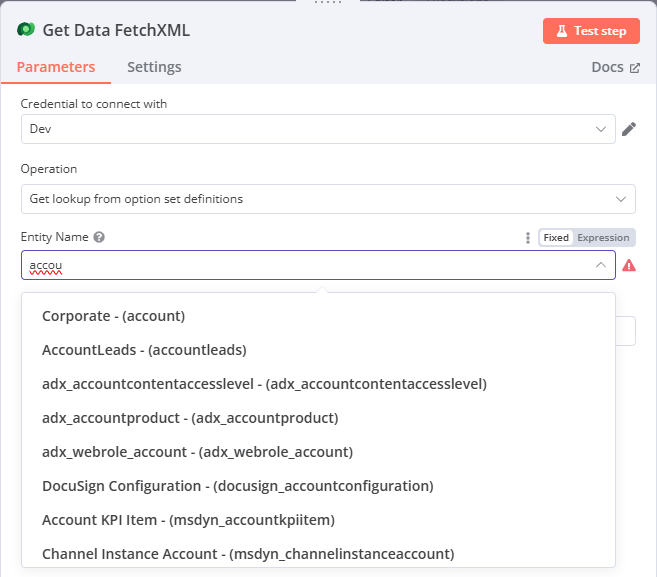 Get Data FetchXML
Test step
Parameters
Settings
Docs
Credential to connect with
Dev
Operation
Get lookup from option set definitions
Entity Name
Fixed
Expression
accou
Corporate - (account)
AccountLeads - (accountleads)
adx_accountcontentaccesslevel - (adx_accountcontentaccesslevel)
adx_accountproduct - (adx_accountproduct)
adx_webrole_account - (adx_webrole_account)
DocuSign Configuration - (docusign_accountconfiguration)
Account KPI Item - (msdyn_accountkpiitem)
Channel Instance Account - (msdyn_channelinstanceaccount)